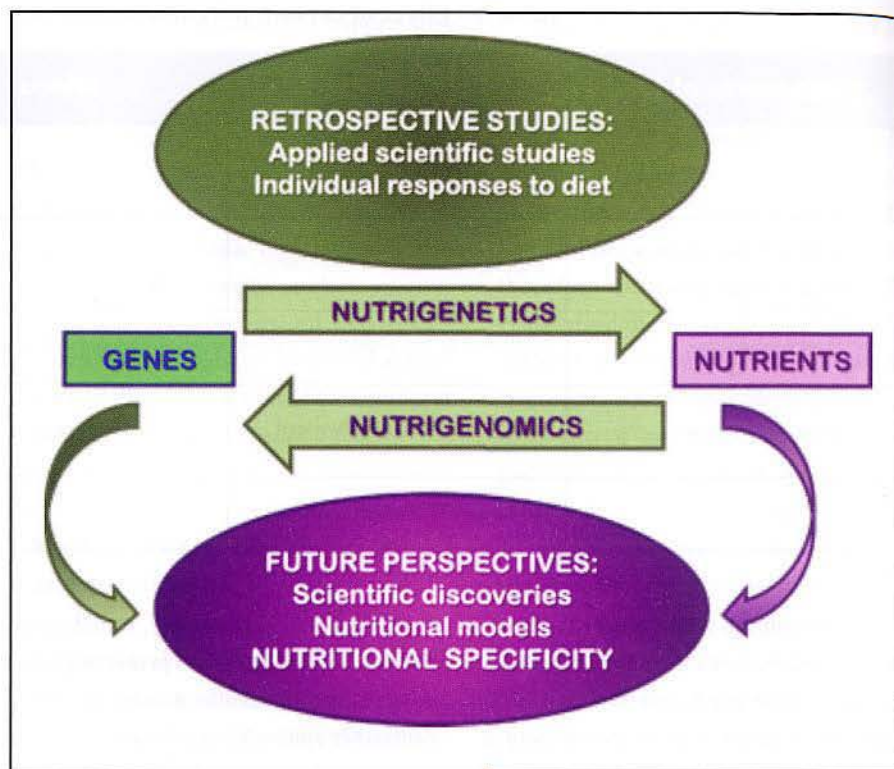 RETROSPECTIVE STUDIES:
Applied scientific studies
Individual responses to diet
NUTRIGENETICS
GENES
NUTRIENTS
NUTRIGENOMICS
FUTURE PERSPECTIVES:
Scientific discoveries
Nutritional models
NUTRITIONAL SPECIFICITY